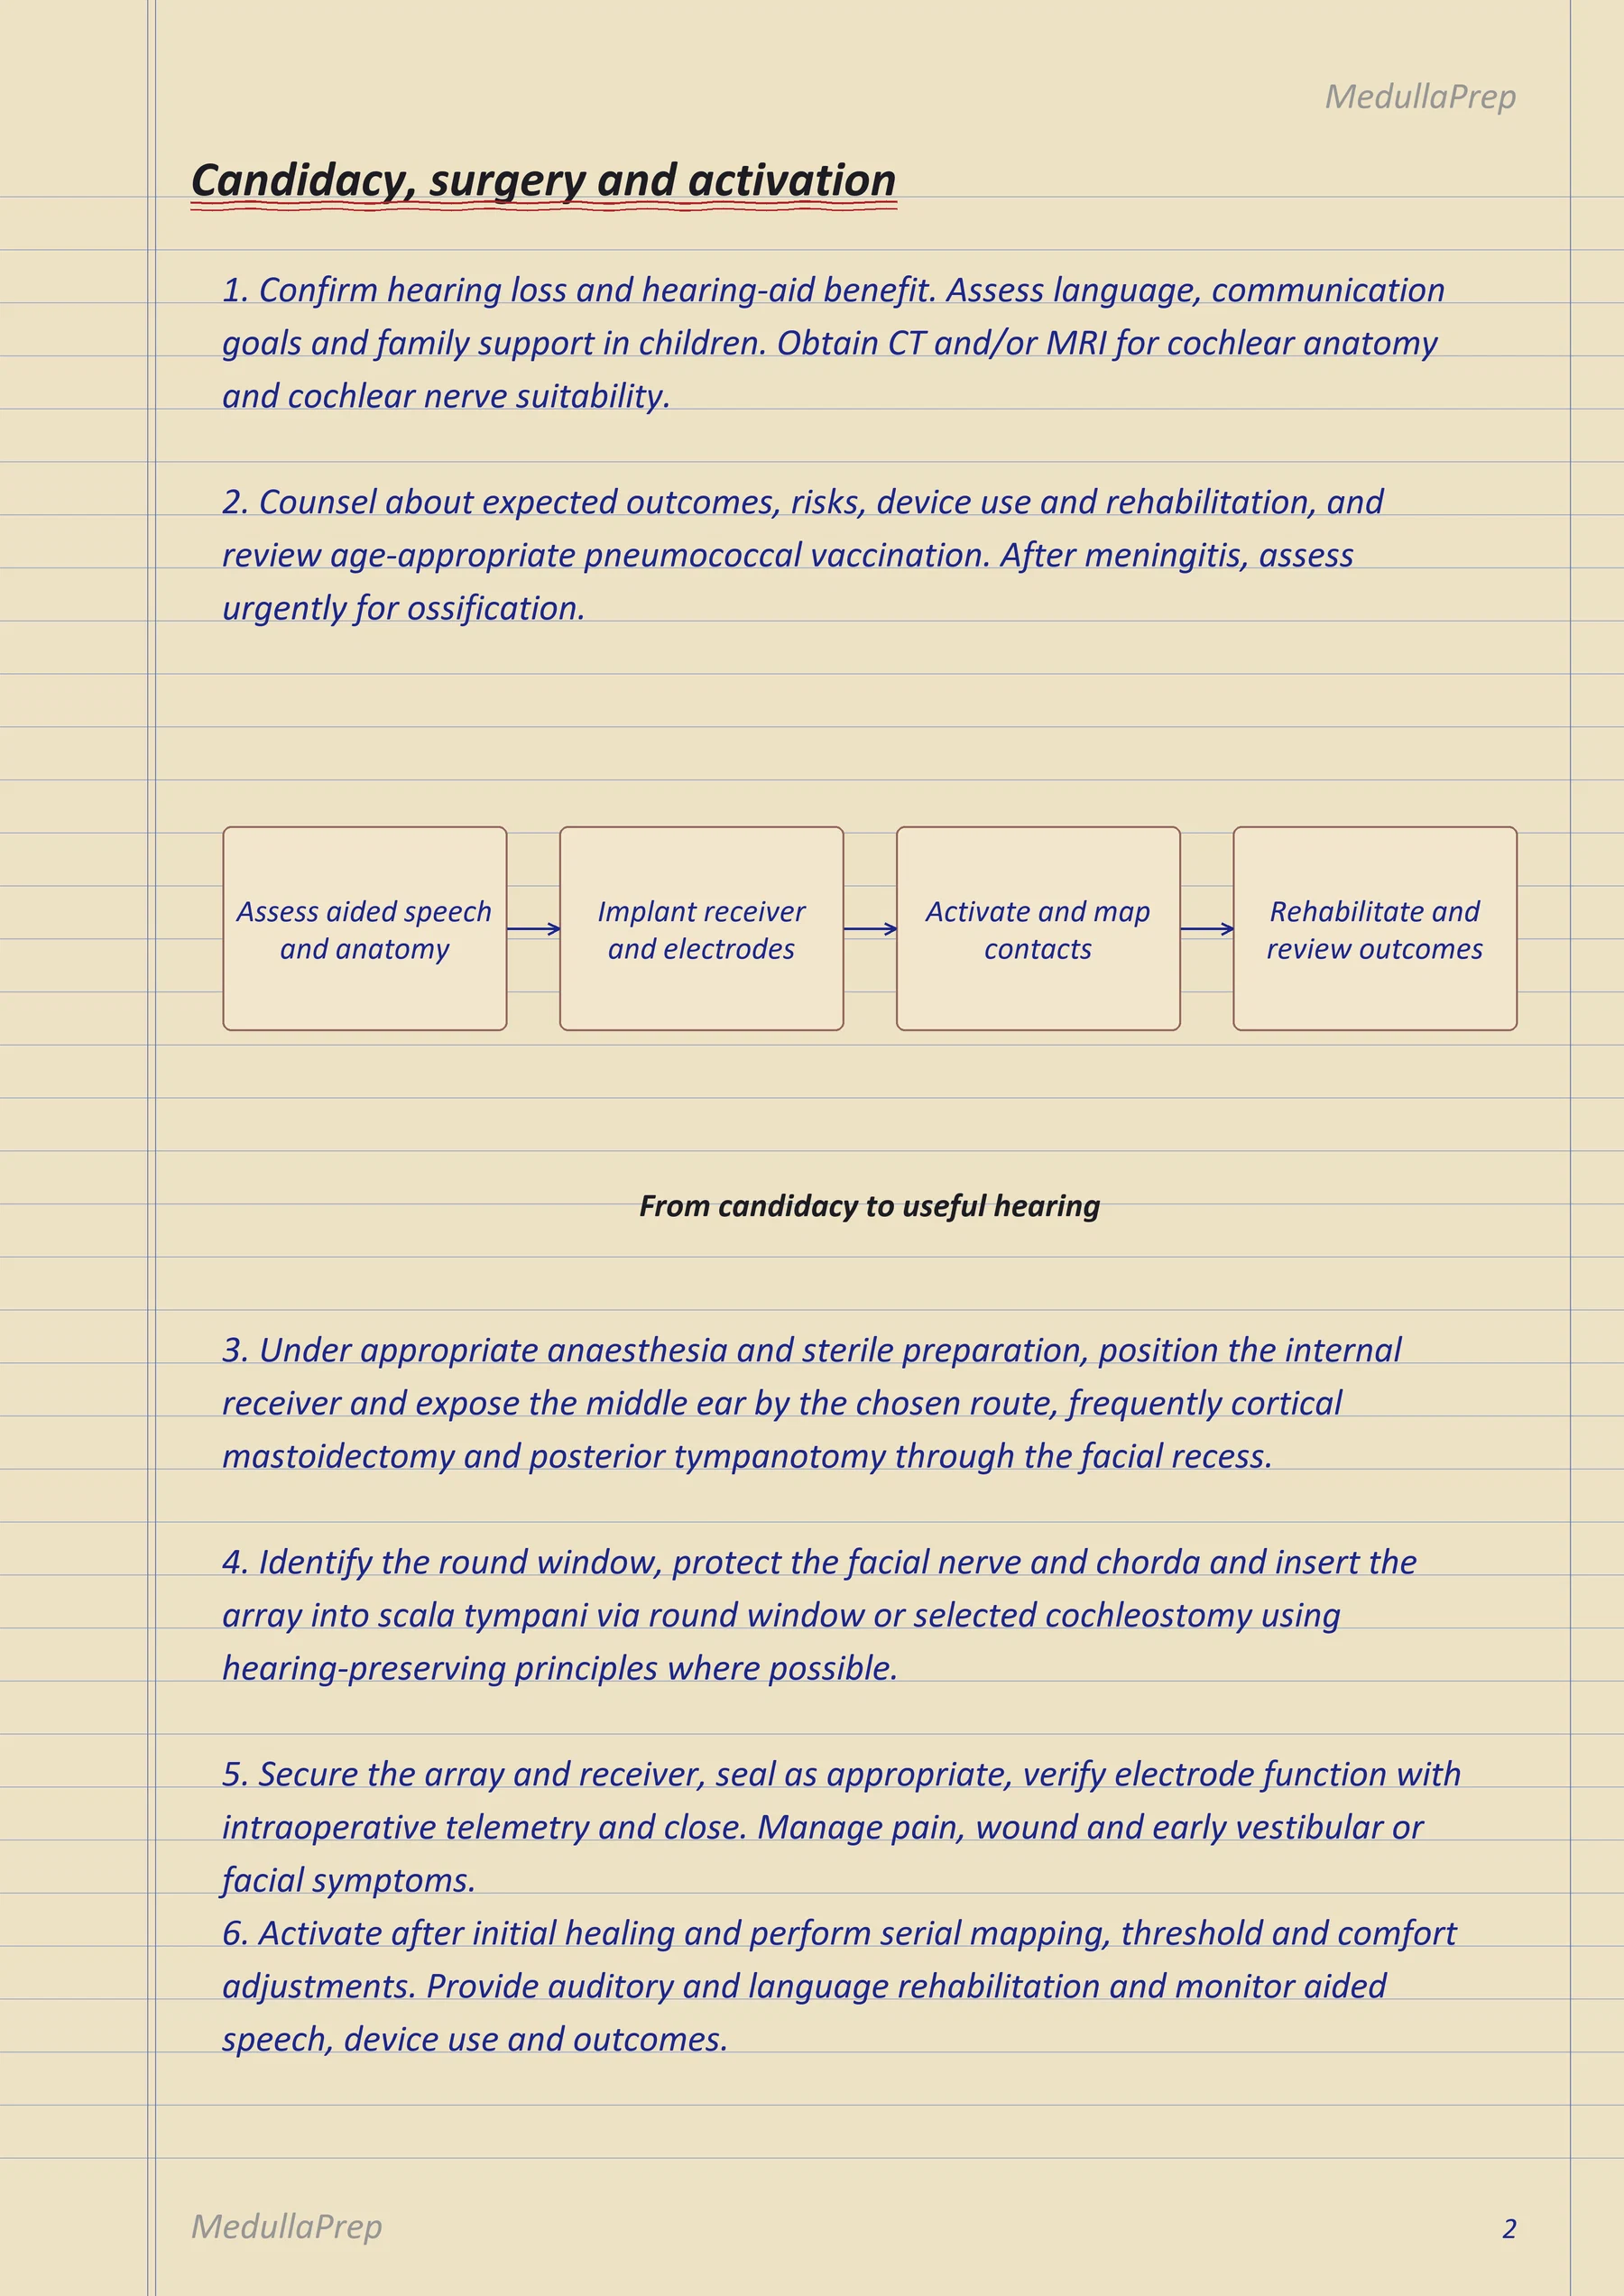 MedullaPrep
Candidacy, surgery and activation
1. Confirm hearing loss and hearing-aid benefit. Assess language, communication
goals and family support in children. Obtain CT and/or MRI for cochlear anatomy
and cochlear nerve suitability.
2. Counsel about expected outcomes, risks, device use and rehabilitation, and
review age-appropriate pneumococcal vaccination. After meningitis, assess
urgently for ossification.
Assess aided speech
and anatomy
Implant receiver
and electrodes
Activate and map
contacts
Rehabilitate and
review outcomes
From candidacy to useful hearing
3. Under appropriate anaesthesia and sterile preparation, position the internal
receiver and expose the middle ear by the chosen route, frequently cortical
mastoidectomy and posterior tympanotomy through the facial recess.
4. Identify the round window, protect the facial nerve and chorda and insert the
array into scala tympani via round window or selected cochleostomy using
hearing-preserving principles where possible.
5. Secure the array and receiver, seal as appropriate, verify electrode function with
intraoperative telemetry and close. Manage pain, wound and early vestibular or
facial symptoms.
6. Activate after initial healing and perform serial mapping, threshold and comfort
adjustments. Provide auditory and language rehabilitation and monitor aided
speech, device use and outcomes.
MedullaPrep
2